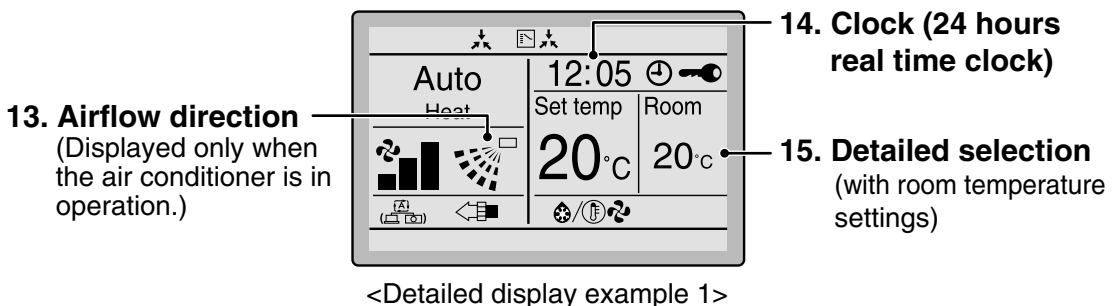 14. Clock (24 hours
real time clock)
12:05
Auto
Heat
Set temp Room
13. Airflow direction
(Displayed only when
the air conditioner is in
operation.)
20°C 20°C
15. Detailed selection
(with room temperature
settings)
A
<Detailed display example 1>